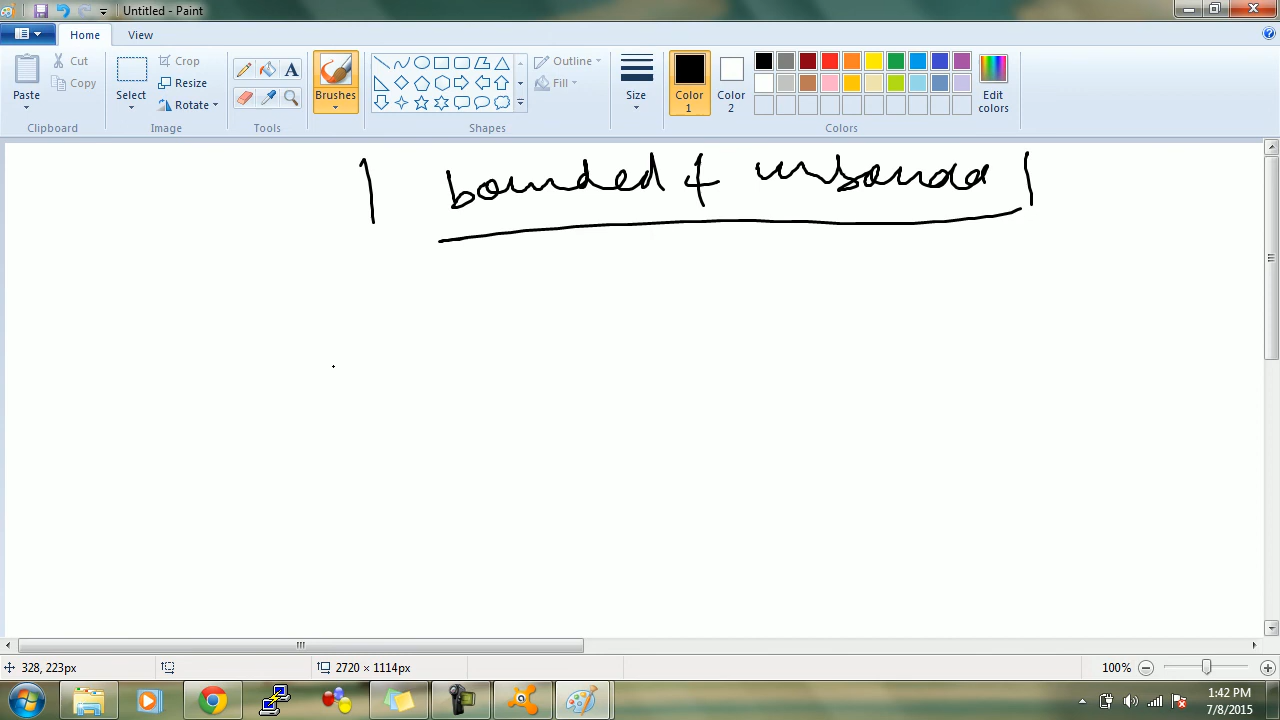 Untitled - Paint
Home View
Paste Cut Copy
Clipboard
Select Crop Resize Rotate
Image
Tools
Brushes
Outline Fill
Shapes
Size
Color 1 Color 2 Edit colors
Colors
bounded &
328, 223px 2720 × 1114px 100%
1:42 PM
7/8/2015